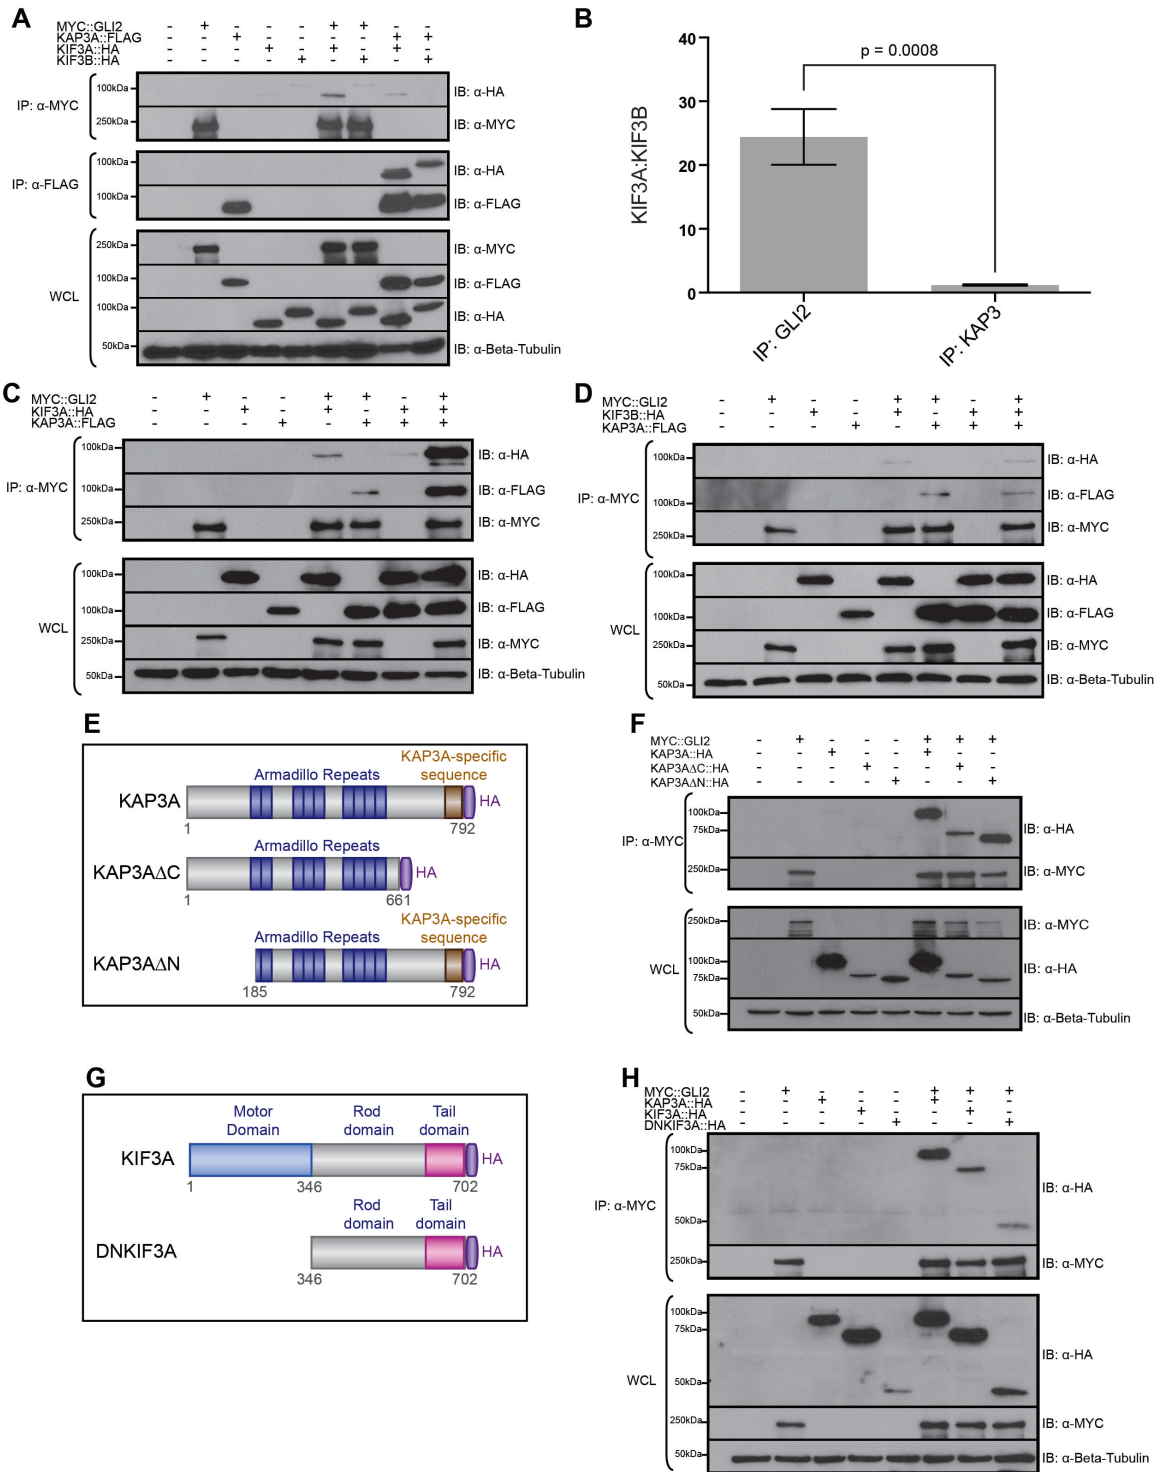 A
MYC::GLI2 - + - - - + + - -
KAP3A::FLAG - - + - - - - + +
KIF3A::HA - - - + - + - + -
KIF3B::HA - - - - + - + - +
IP: α-MYC
100kDa
IB: α-HA
250kDa
IB: α-MYC
IP: α-FLAG
100kDa
IB: α-HA
100kDa
IB: α-FLAG
WCL
250kDa
IB: α-MYC
100kDa
IB: α-FLAG
100kDa
IB: α-HA
50kDa
IB: α-Beta-Tubulin
B
KIF3A:KIF3B
40
30
20
10
0
p = 0.0008
IP: GLI2
IP: KAP3
C
MYC::GLI2 - + - - + + - +
KIF3A::HA - - + - + - + +
KAP3A::FLAG - - - + - + + +
IP: α-MYC
100kDa
IB: α-HA
100kDa
IB: α-FLAG
250kDa
IB: α-MYC
WCL
100kDa
IB: α-HA
100kDa
IB: α-FLAG
250kDa
IB: α-MYC
50kDa
IB: α-Beta-Tubulin
D
MYC::GLI2 - + - - + + - +
KIF3B::HA - - + - + - + +
KAP3A::FLAG - - - + - + + +
IP: α-MYC
100kDa
IB: α-HA
100kDa
IB: α-FLAG
250kDa
IB: α-MYC
WCL
100kDa
IB: α-HA
100kDa
IB: α-FLAG
250kDa
IB: α-MYC
50kDa
IB: α-Beta-Tubulin
E
KAP3A-specific
sequence
Armadillo Repeats
KAP3A
HA
1 792
Armadillo Repeats
KAP3AΔC
HA
1 661
KAP3A-specific
sequence
Armadillo Repeats
KAP3AΔN
HA
185 792
F
MYC::GLI2 - + - - - + + +
KAP3A::HA - - + - - + - -
KAP3AΔC::HA - - - + - - + -
KAP3AΔN::HA - - - - + - - +
IP: α-MYC
100kDa
75kDa
IB: α-HA
250kDa
IB: α-MYC
WCL
250kDa
IB: α-MYC
100kDa
75kDa
IB: α-HA
50kDa
IB: α-Beta-Tubulin
G
Motor
Domain
Rod
domain
Tail
domain
KIF3A
HA
1 346 702
Rod
domain
Tail
domain
DNKIF3A
HA
346 702
H
MYC::GLI2 - + - - - + + +
KAP3A::HA - - + - - + - -
KIF3A::HA - - - + - - + -
DNKIF3A::HA - - - - + - - +
IP: α-MYC
100kDa
75kDa
50kDa
IB: α-HA
250kDa
IB: α-MYC
WCL
100kDa
75kDa
50kDa
IB: α-HA
250kDa
IB: α-MYC
50kDa
IB: α-Beta-Tubulin